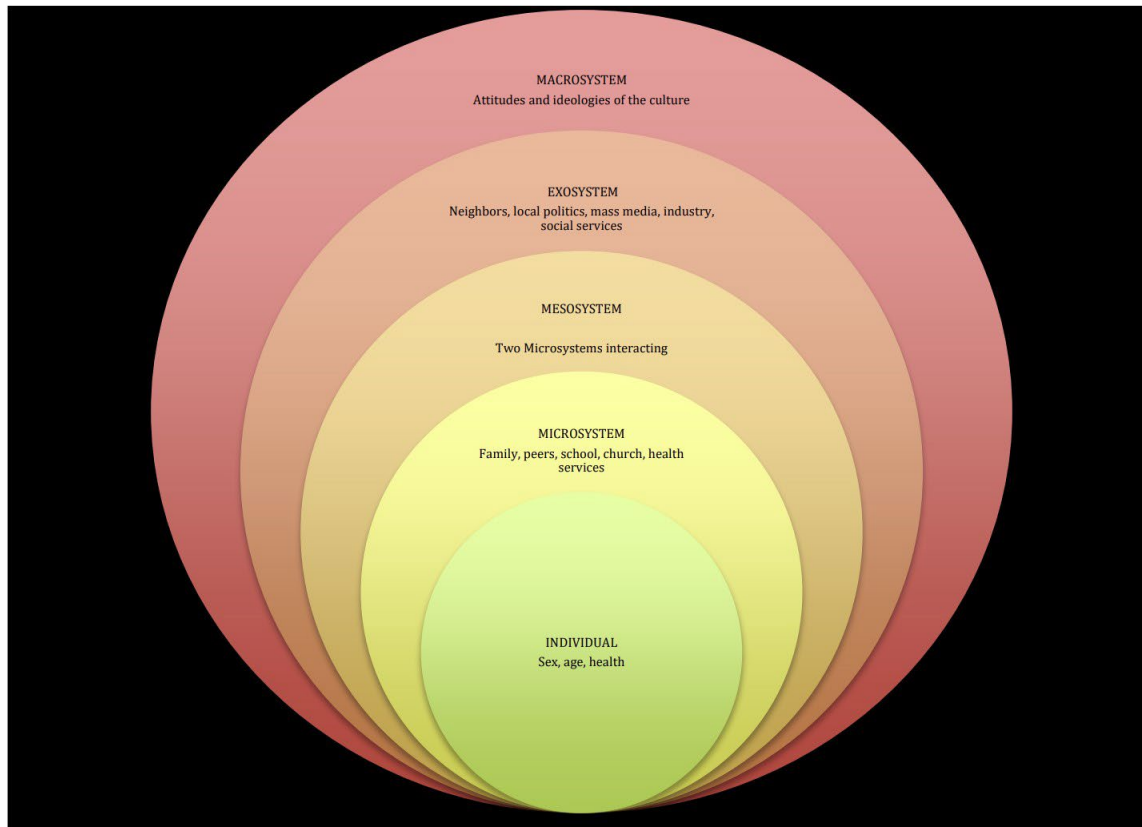 MACROSYSTEM
Attitudes and ideologies of the culture
EXOSYSTEM
Neighbors, local politics, mass media, industry,
social services
MESOSYSTEM
Two Microsystems interacting
MICROSYSTEM
Family, peers, school, church, health
services
INDIVIDUAL
Sex, age, health